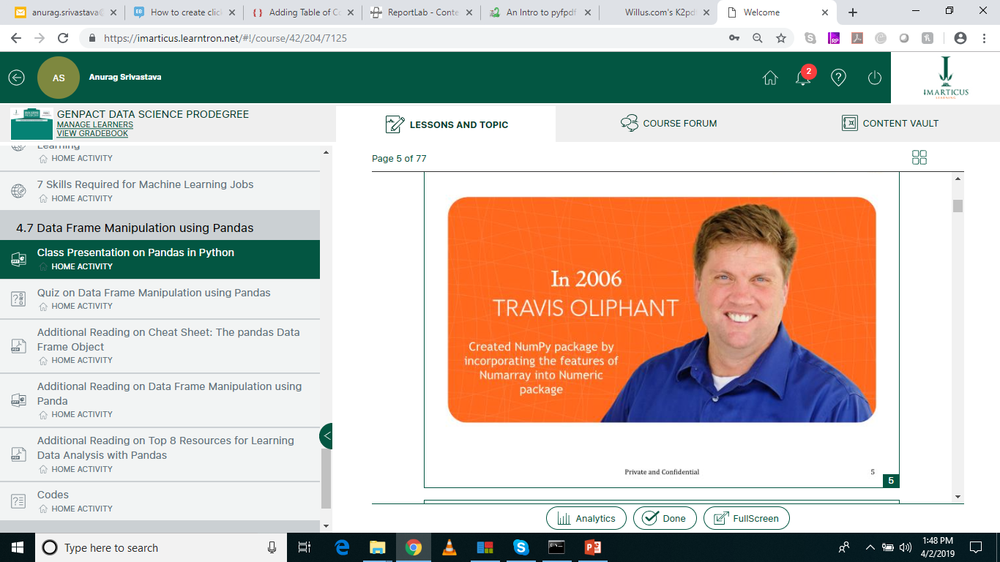 anurag.srivastava@
How to create clic
Adding Table of Co
ReportLab - Conte
An Intro to pyfpdf
Willus.com's K2pd
Welcome
https://imarticus.learntron.net/#!/course/42/204/7125
AS
Anurag Srivastava
2
IMARTICUS
LEARNING
GENPACT DATA SCIENCE PRODEGREE
MANAGE LEARNERS
VIEW GRADEBOOK
LESSONS AND TOPIC
COURSE FORUM
CONTENT VAULT
Learning
HOME ACTIVITY
7 Skills Required for Machine Learning Jobs
HOME ACTIVITY
4.7 Data Frame Manipulation using Pandas
Class Presentation on Pandas in Python
HOME ACTIVITY
Quiz on Data Frame Manipulation using Pandas
HOME ACTIVITY
Additional Reading on Cheat Sheet: The pandas Data
Frame Object
HOME ACTIVITY
Additional Reading on Data Frame Manipulation using
Panda
HOME ACTIVITY
Additional Reading on Top 8 Resources for Learning
Data Analysis with Pandas
HOME ACTIVITY
Codes
HOME ACTIVITY
Page 5 of 77
In 2006
TRAVIS OLIPHANT
Created NumPy package by
incorporating the features of
Numarray into Numeric
package
Private and Confidential
5
5
Analytics
Done
FullScreen
Type here to search
1:48 PM
4/2/2019